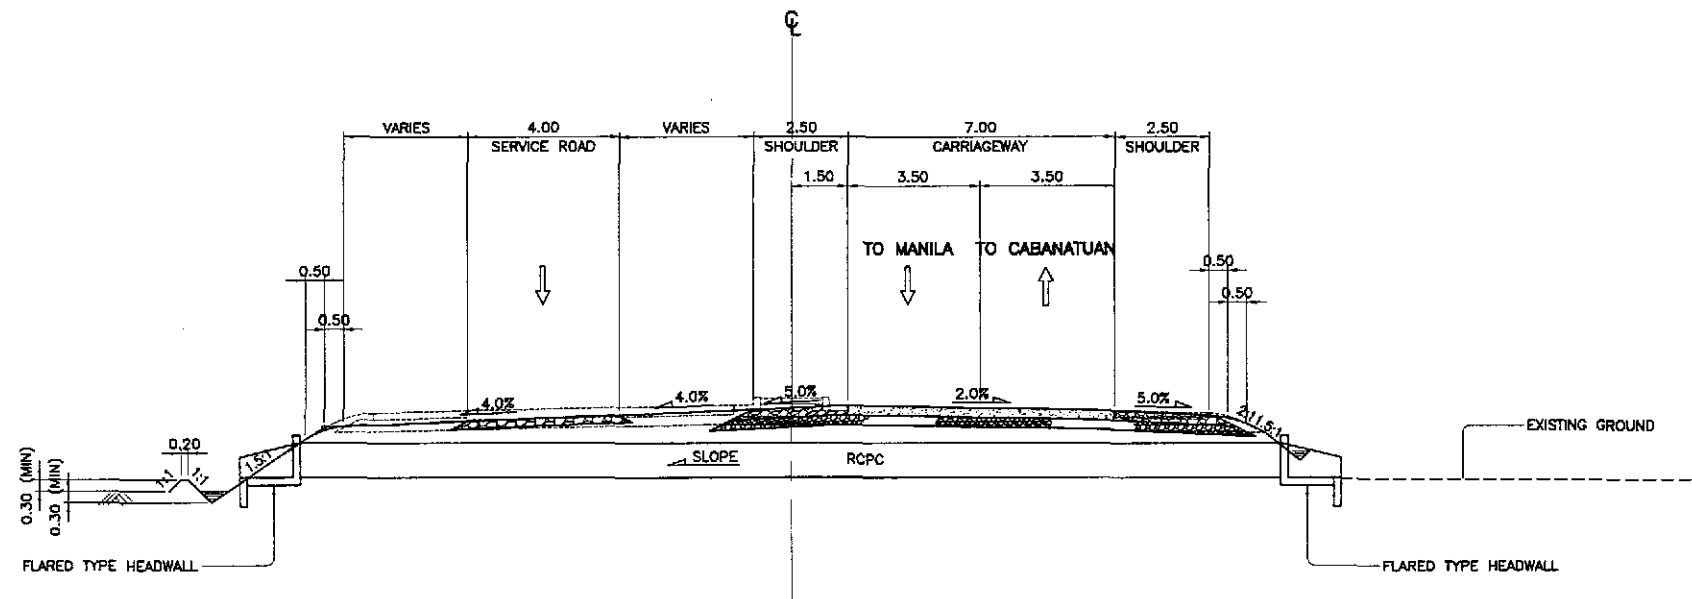 ℄
VARIES 4.00 VARIES 2.50 7.00 2.50
SERVICE ROAD SHOULDER CARRIAGEWAY SHOULDER
1.50 3.50 3.50
TO MANILA TO CABANATUAN
0.50 0.50
0.50
0.50
4.0% 4.0% 5.0% 2.0% 5.0%
2:1 1.5:1
EXISTING GROUND
0.20
1.5:1
SLOPE RCPC
1:1 1:1
0.30 (MIN)
0.30 (MIN)
FLARED TYPE HEADWALL FLARED TYPE HEADWALL